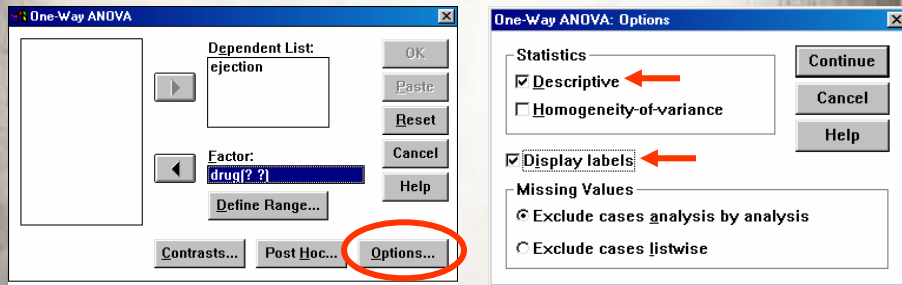 One-Way ANOVA
Dependent List:
ejection
OK
Paste
Reset
Cancel
Help
Factor:
drug(? ?)
Define Range...
Contrasts...
Post Hoc...
Options...
One-Way ANOVA: Options
Statistics
Descriptive
Homogeneity-of-variance
Continue
Cancel
Help
Display labels
Missing Values
Exclude cases analysis by analysis
Exclude cases listwise